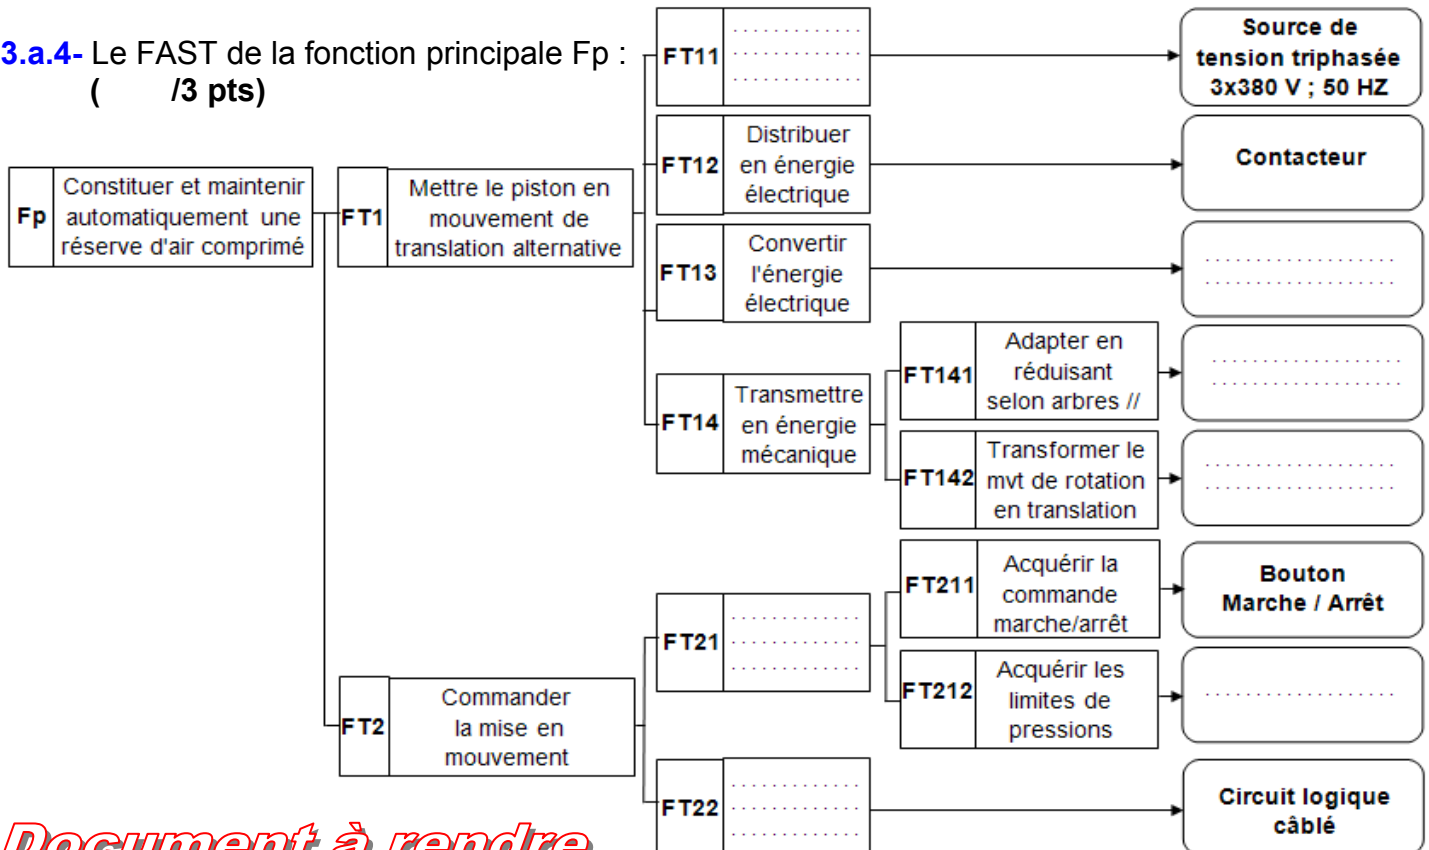 3.a.4- Le FAST de la fonction principale Fp :
( /3 pts)
Fp
Constituer et maintenir
automatiquement une
réserve d'air comprimé
FT1
Mettre le piston en
mouvement de
translation alternative
FT11
. . . . . . . . . . . . .
. . . . . . . . . . . . .
. . . . . . . . . . . . .
Source de
tension triphasée
3x380 V ; 50 HZ
FT12
Distribuer
en énergie
électrique
Contacteur
FT13
Convertir
l'énergie
électrique
. . . . . . . . . . . . . . . . . . .
. . . . . . . . . . . . . . . . . . .
FT14
Transmettre
en énergie
mécanique
FT141
Adapter en
réduisant
selon arbres //
. . . . . . . . . . . . . . . . . . .
. . . . . . . . . . . . . . . . . . .
FT142
Transformer le
mvt de rotation
en translation
. . . . . . . . . . . . . . . . . . .
. . . . . . . . . . . . . . . . . . .
FT2
Commander
la mise en
mouvement
FT21
. . . . . . . . . . . . .
. . . . . . . . . . . . .
. . . . . . . . . . . . .
FT211
Acquérir la
commande
marche/arrêt
Bouton
Marche / Arrêt
FT212
Acquérir les
limites de
pressions
. . . . . . . . . . . . . . . . . . .
FT22
. . . . . . . . . . . . .
. . . . . . . . . . . . .
. . . . . . . . . . . . .
Circuit logique
câblé
Document à rendre